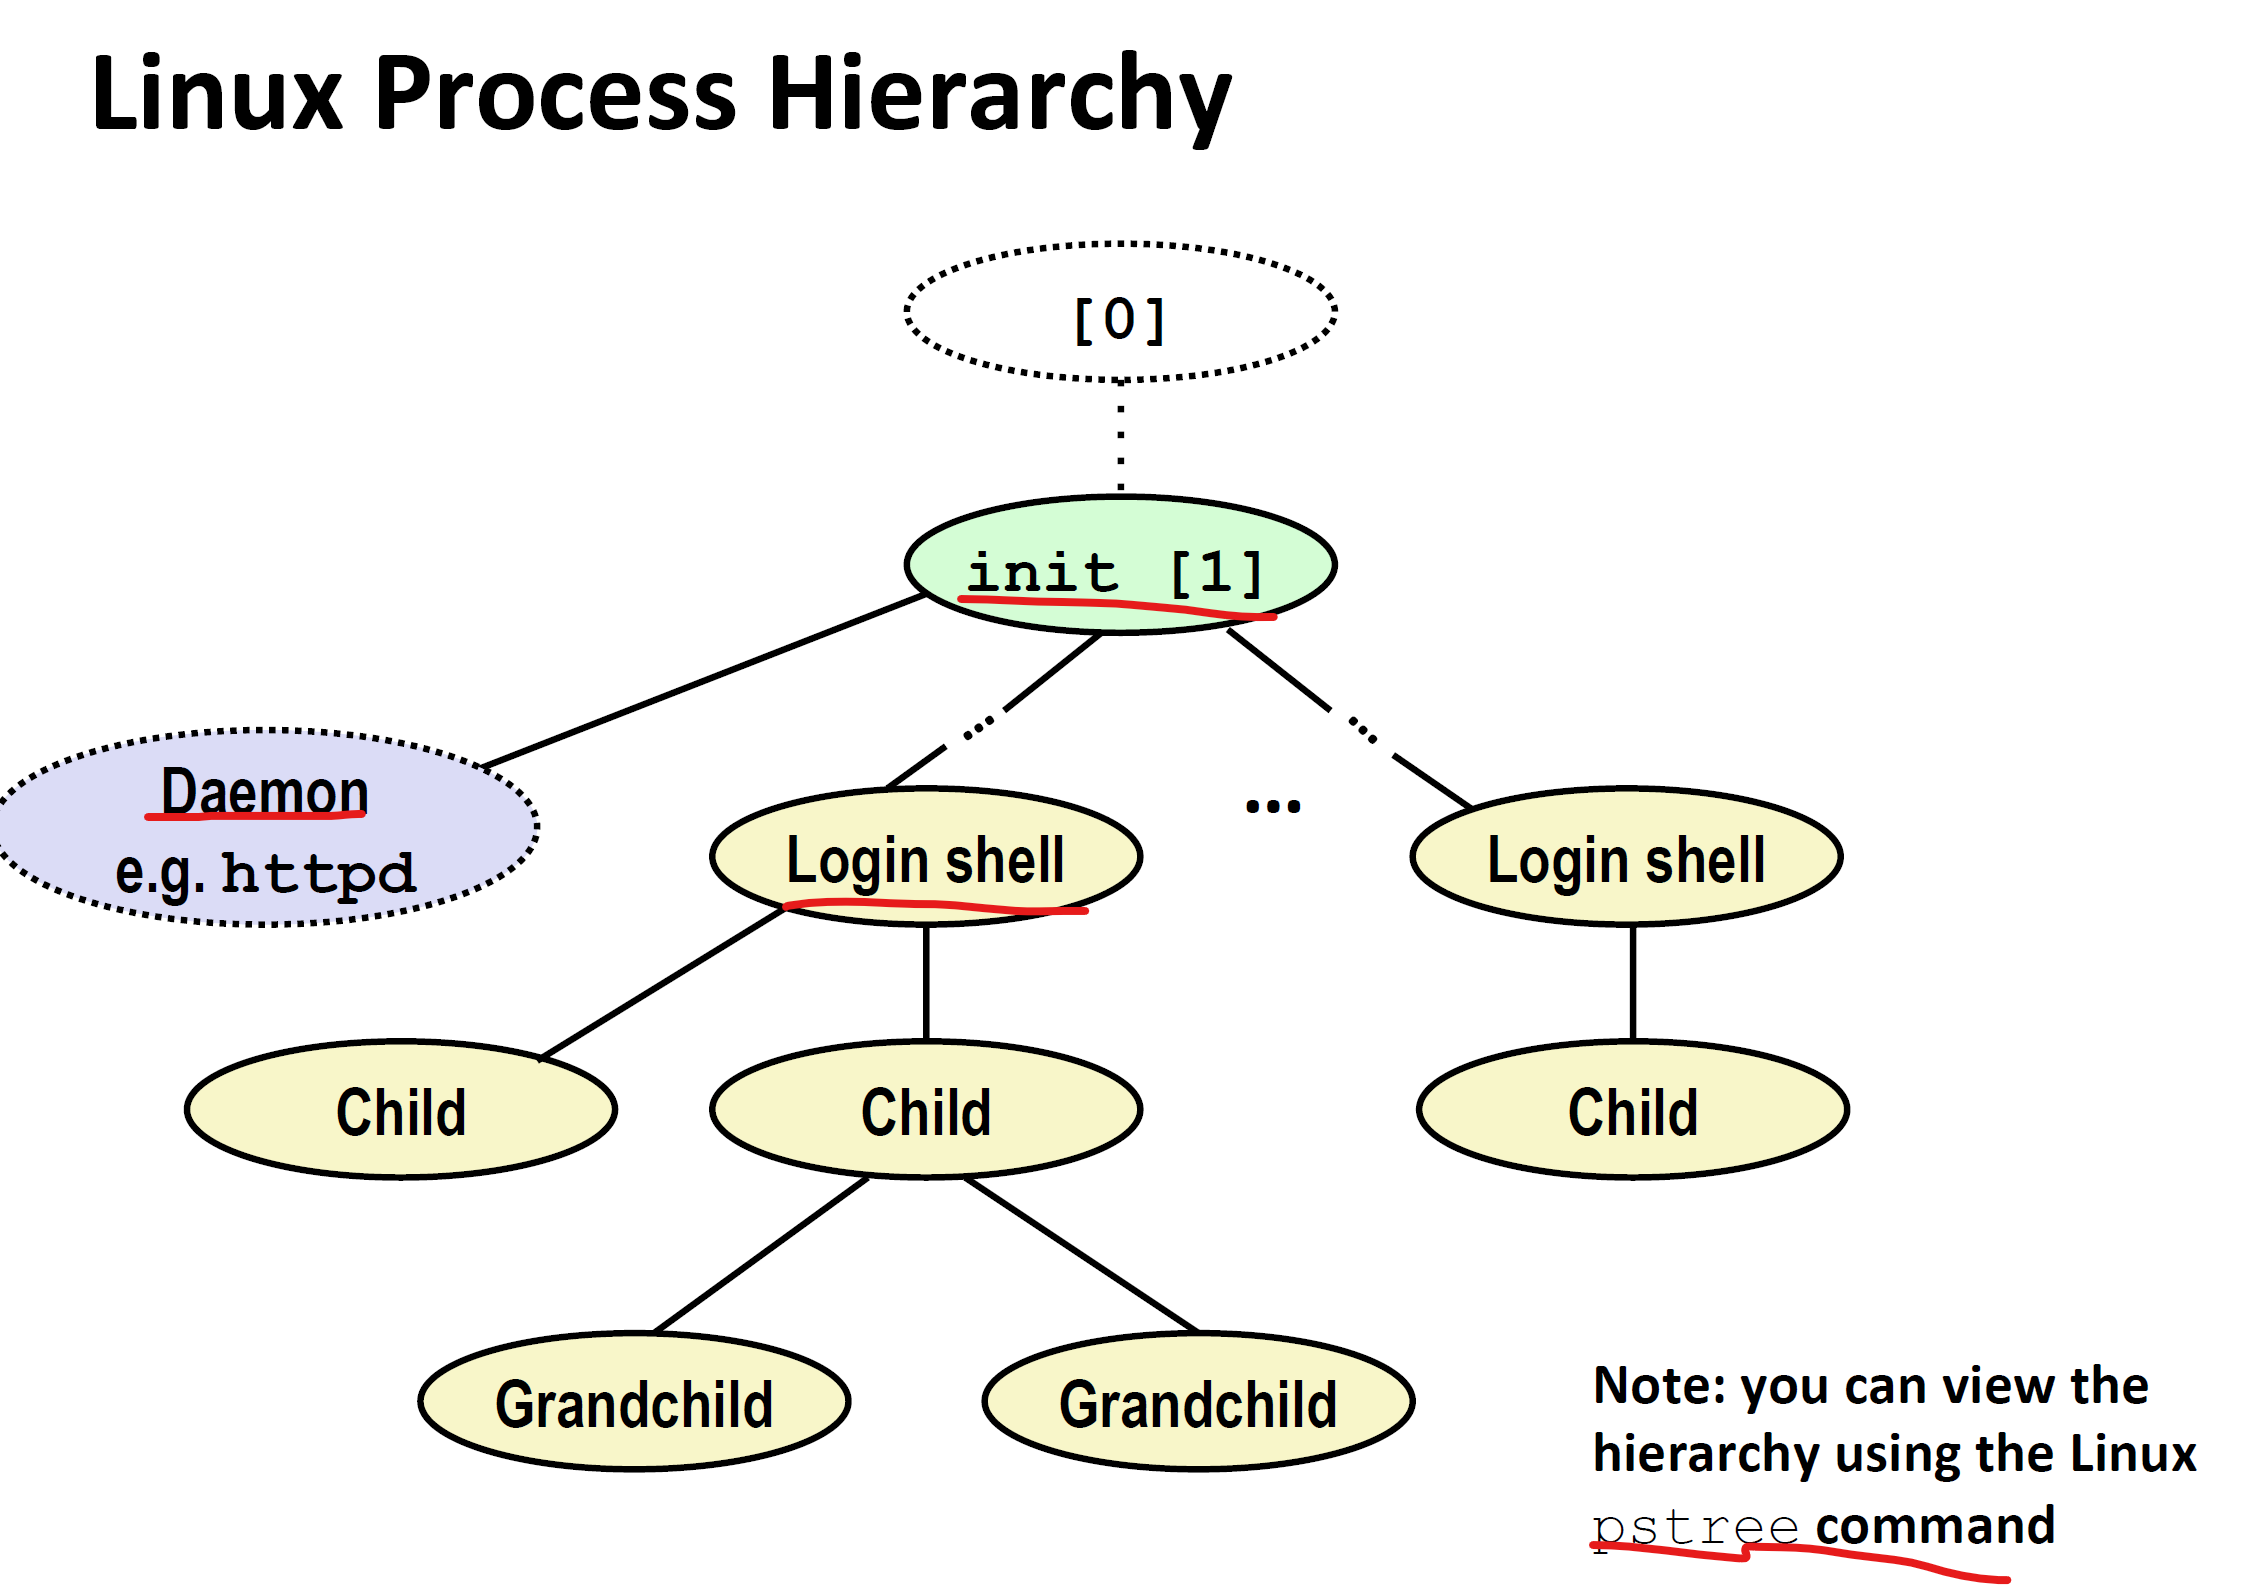 Linux Process Hierarchy
[0]
init [1]
Daemon
e.g. httpd
Login shell
...
Login shell
Child
Child
Child
Grandchild
Grandchild
Note: you can view the
hierarchy using the Linux
pstree command